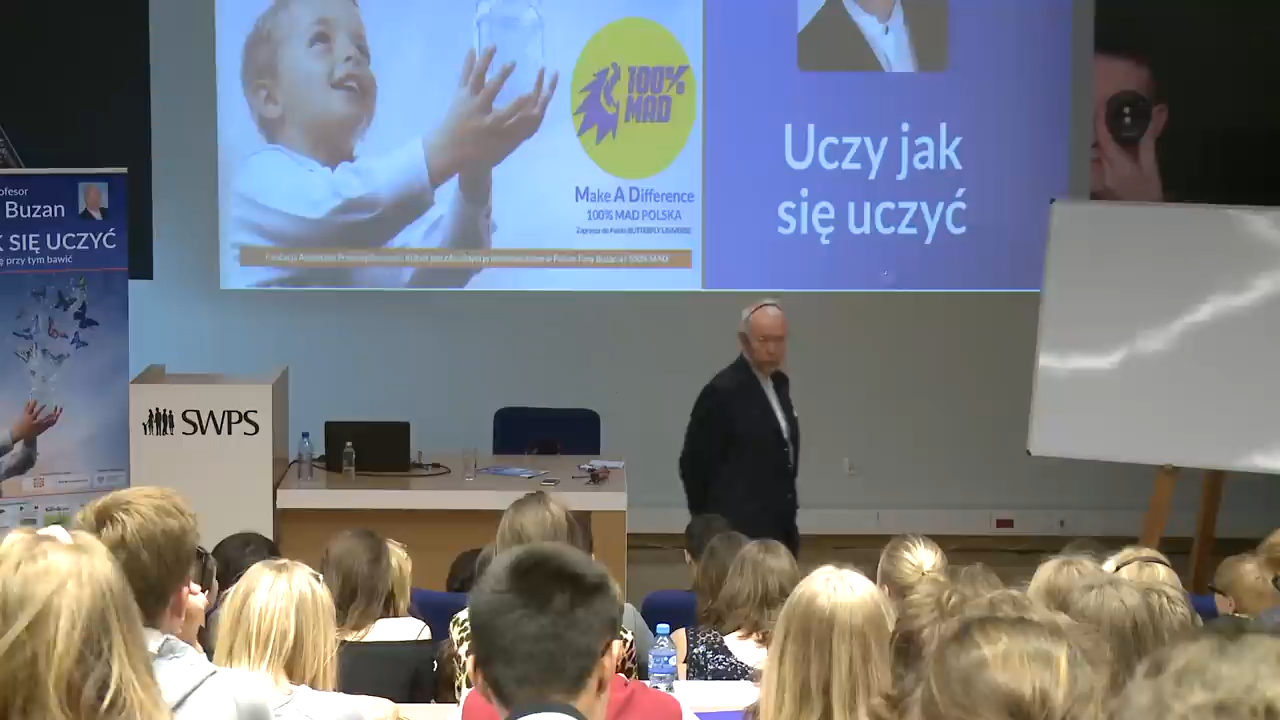 100%
MAD
Make A Difference
100% MAD POLSKA
Uczy jak
się uczyć
ofesor
Buzan
SIĘ UCZYĆ
przy tym bawić
SWPS